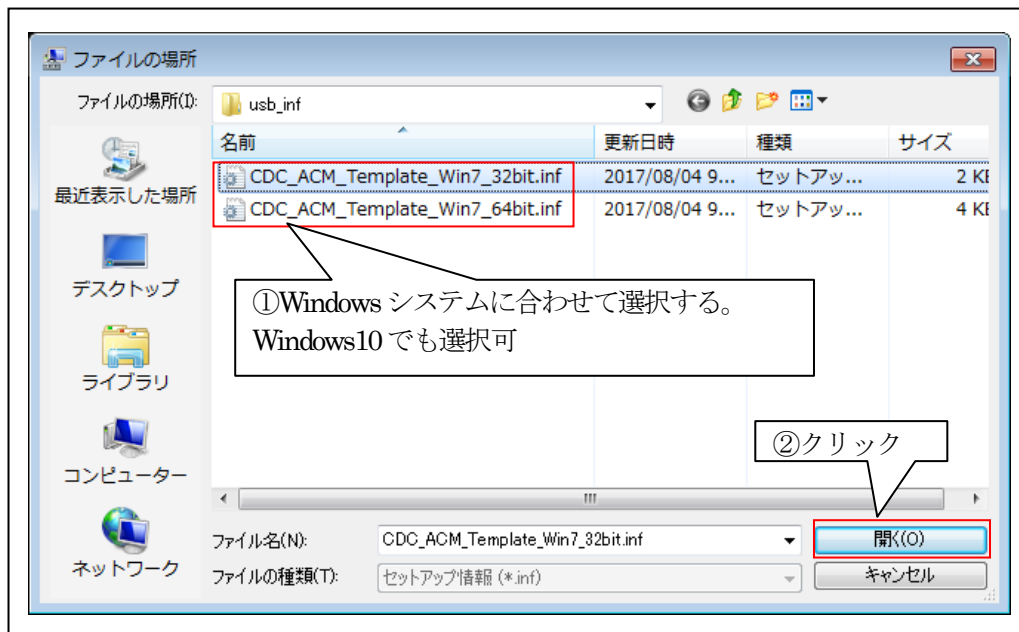 ファイルの場所
ファイルの場所(I):
usb_inf
名前
更新日時
種類
サイズ
CDC_ACM_Template_Win7_32bit.inf
2017/08/04 9...
セットアッ...
2 KB
CDC_ACM_Template_Win7_64bit.inf
2017/08/04 9...
セットアッ...
4 KB
最近表示した場所
デスクトップ
ライブラリ
コンピューター
ネットワーク
①Windows システムに合わせて選択する。
Windows10 でも選択可
②クリック
ファイル名(N):
CDC_ACM_Template_Win7_32bit.inf
開く(O)
ファイルの種類(T):
セットアップ情報 (*.inf)
キャンセル